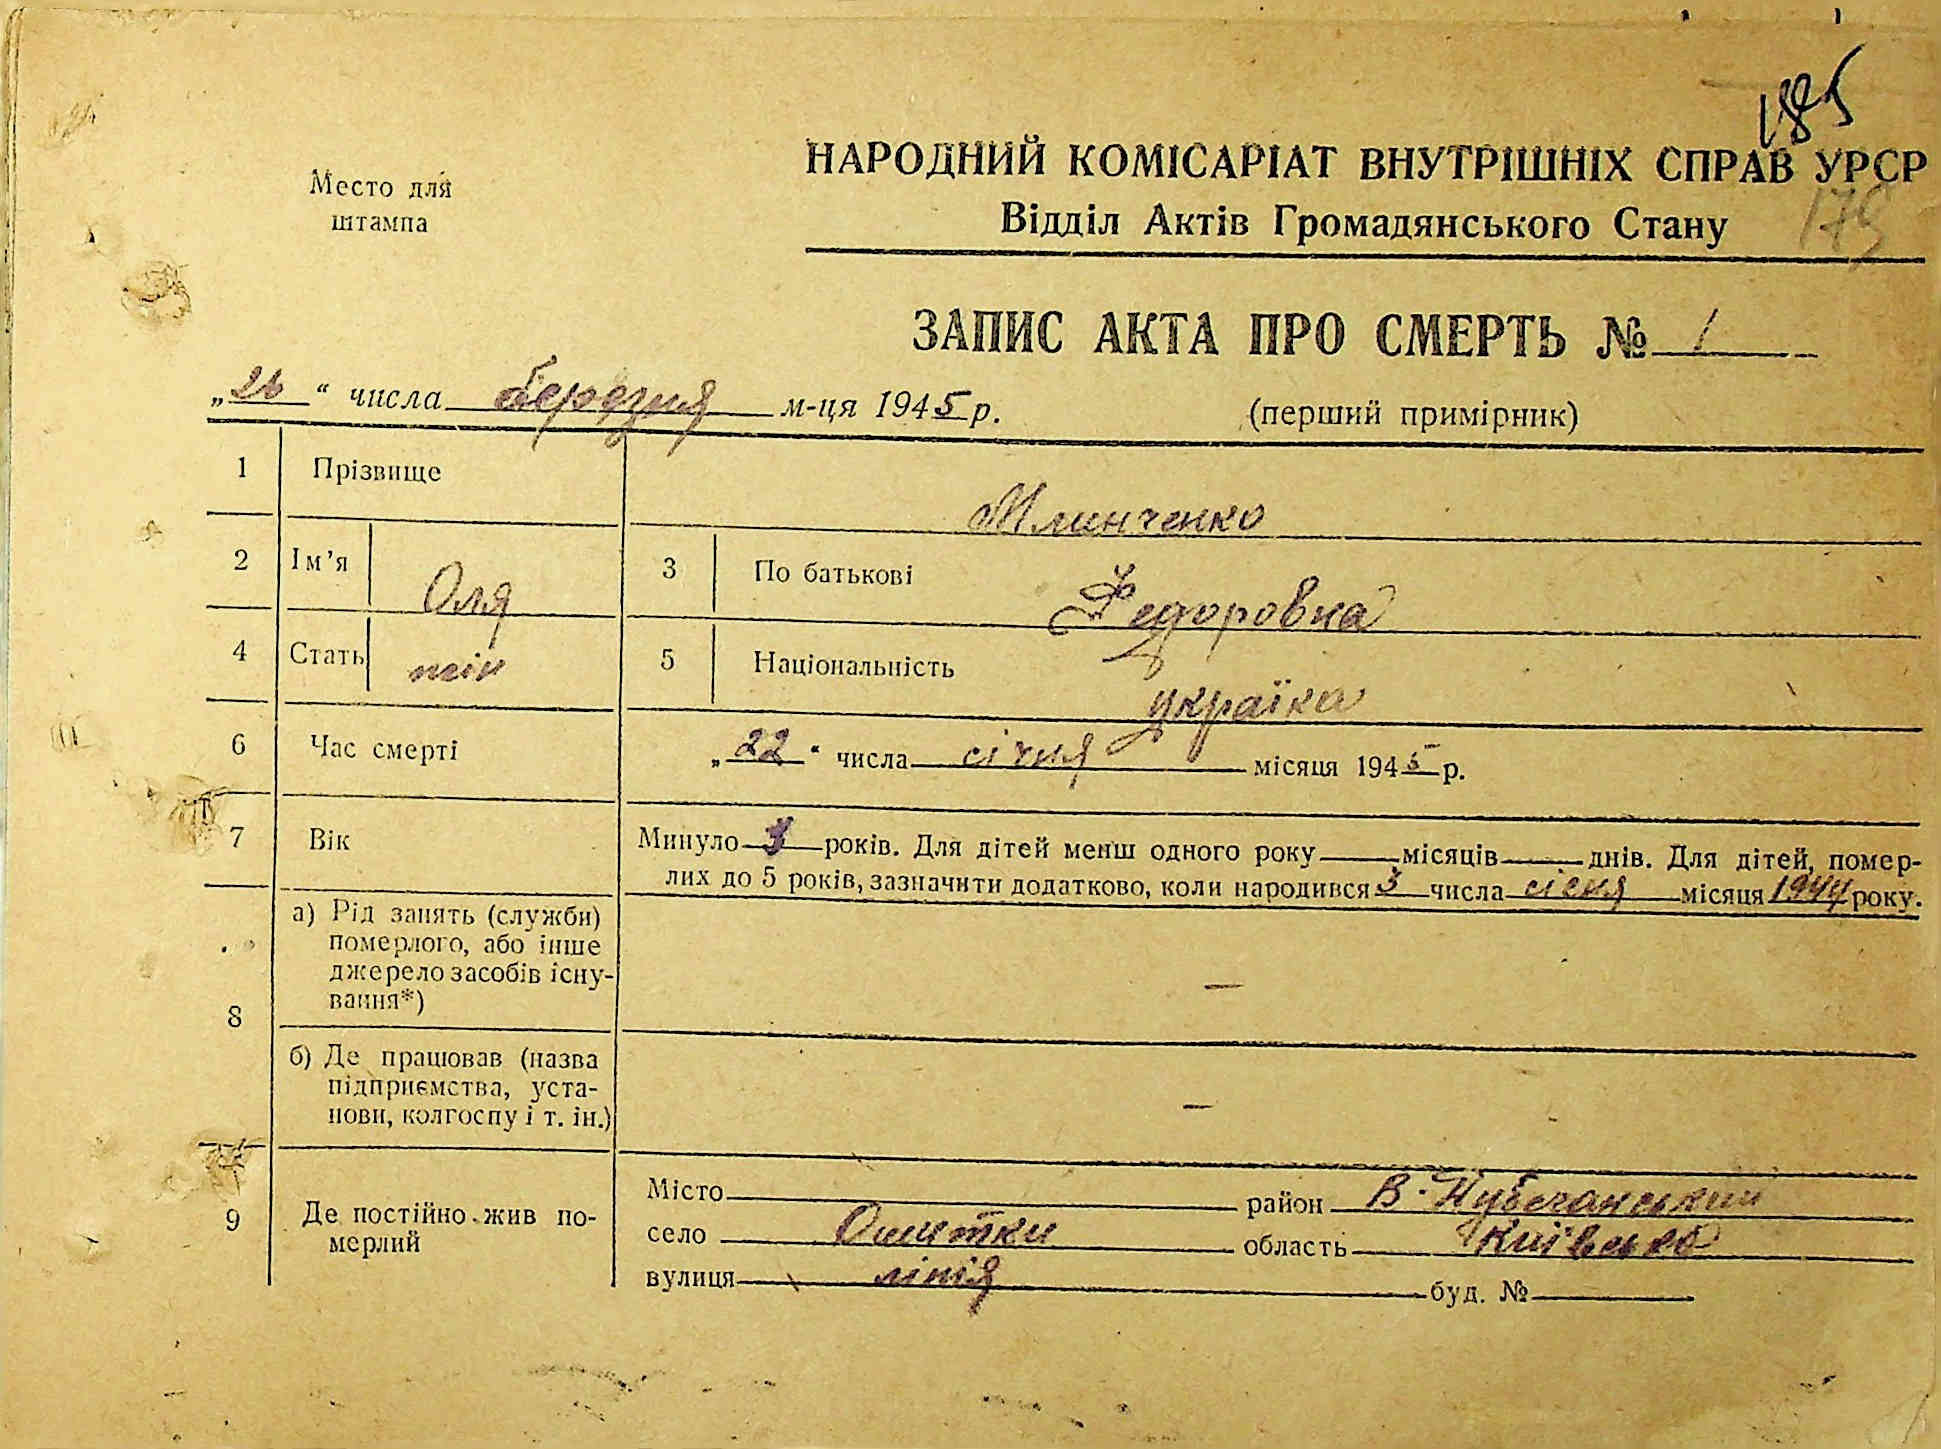 185
НАРОДНИЙ КОМІСАРІАТ ВНУТРІШНІХ СПРАВ УРСР
Место для
штампа
Відділ Актів Громадянського Стану
179
ЗАПИС АКТА ПРО СМЕРТЬ № 1
„26“ числа березня м-ця 1945 р.
(перший примірник)
1 Прізвище Млинченко
2 Ім'я Оля 3 По батькові Федоровна
4 Стать жін 5 Національність україка
6 Час смерті „22“ числа січня місяця 1945 р.
7 Вік Минуло 1 років. Для дітей менш одного року місяців днів. Для дітей, помер-
лих до 5 років, зазначити додатково, коли народився 3 числа січня місяця 1944 року.
8 а) Рід занять (служби)
померлого, або інше
джерело засобів існу-
вання*) —
б) Де працював (назва
підприємства, уста-
нови, колгоспу і т. ін.) —
9 Де постійно жив по-
мерлий
Місто район В-Дубечанський
село Ошитки область Київська
вулиця лінія буд. №